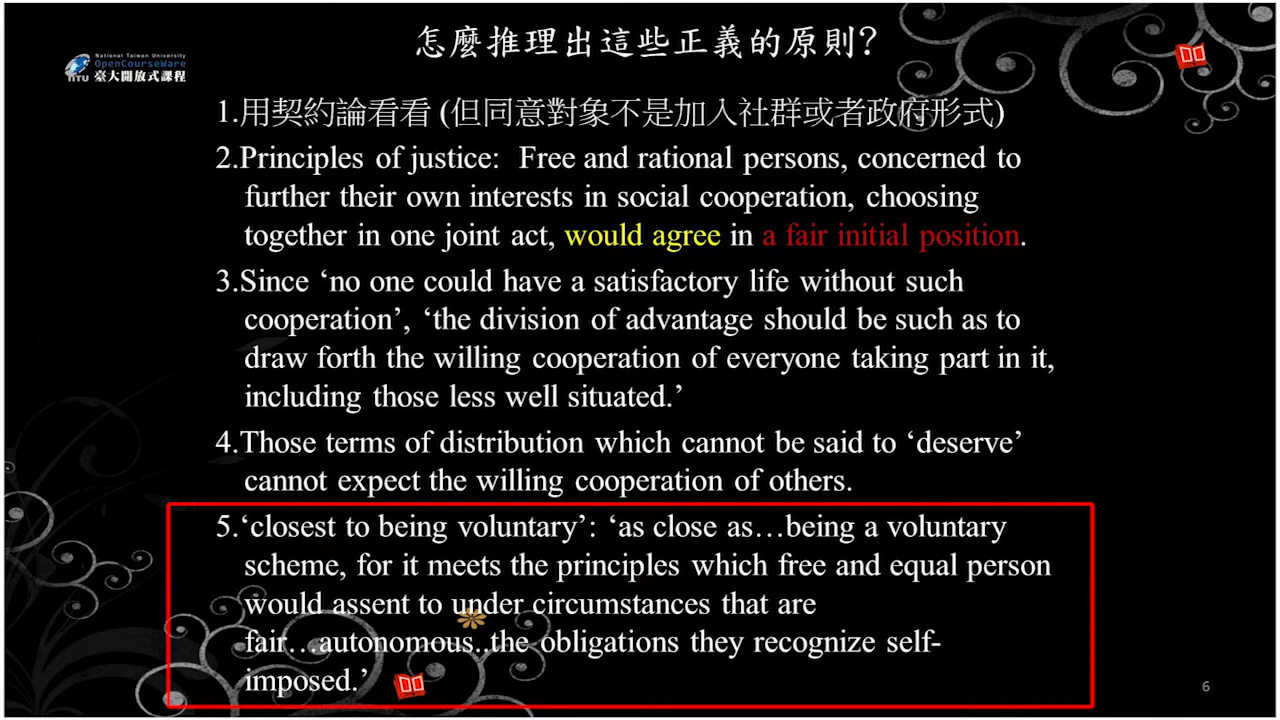 怎麼推理出這些正義的原則?
National Taiwan University
OpenCourseWare
NTU 臺大開放式課程
1.用契約論看看 (但同意對象不是加入社群或者政府形式)
2.Principles of justice: Free and rational persons, concerned to
further their own interests in social cooperation, choosing
together in one joint act, would agree in a fair initial position.
3.Since ‘no one could have a satisfactory life without such
cooperation’, ‘the division of advantage should be such as to
draw forth the willing cooperation of everyone taking part in it,
including those less well situated.’
4.Those terms of distribution which cannot be said to ‘deserve’
cannot expect the willing cooperation of others.
5.‘closest to being voluntary’: ‘as close as…being a voluntary
scheme, for it meets the principles which free and equal person
would assent to under circumstances that are
fair…autonomous..the obligations they recognize self-
imposed.’
6